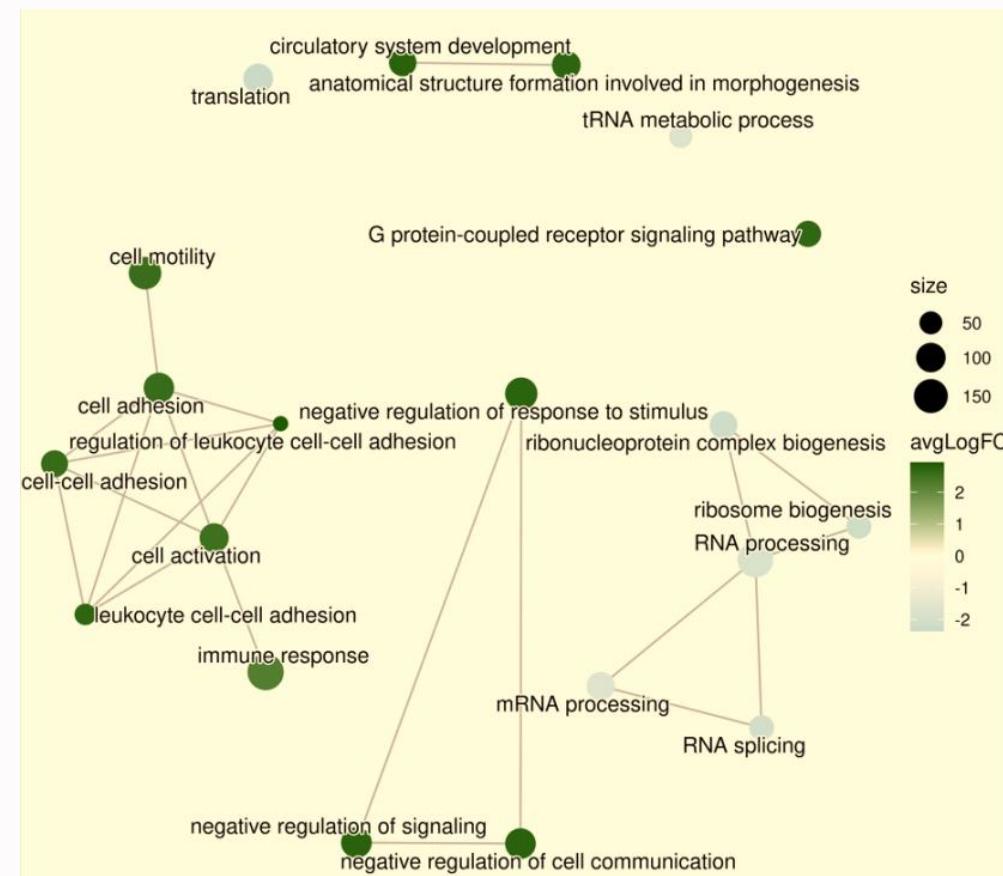 circulatory system development
anatomical structure formation involved in morphogenesis
translation
tRNA metabolic process
G protein-coupled receptor signaling pathway
cell motility
cell adhesion
negative regulation of response to stimulus
regulation of leukocyte cell-cell adhesion
ribonucleoprotein complex biogenesis
cell-cell adhesion
ribosome biogenesis
RNA processing
cell activation
leukocyte cell-cell adhesion
immune response
mRNA processing
RNA splicing
negative regulation of signaling
negative regulation of cell communication
size
50
100
150
avgLogFC
2
1
0
-1
-2